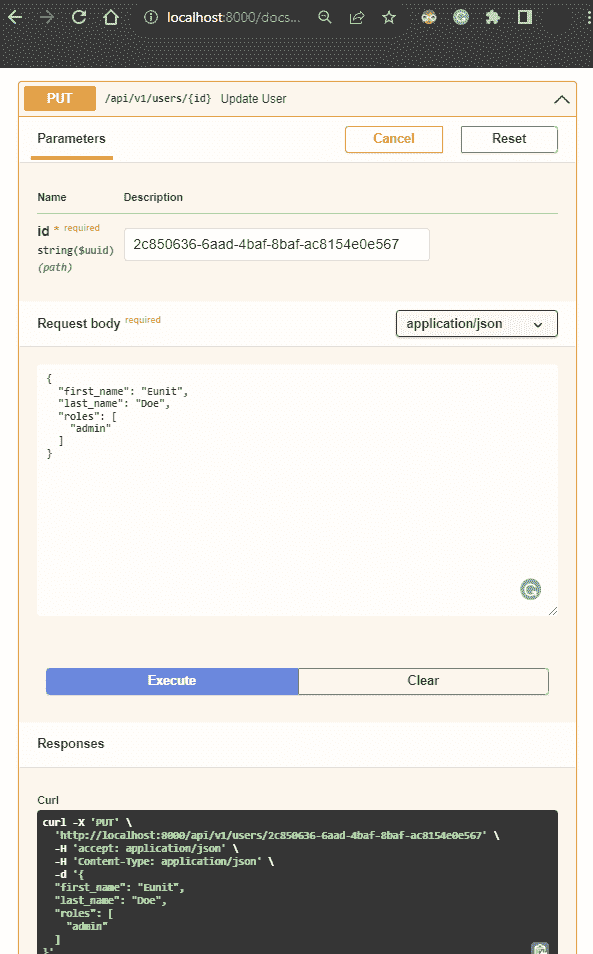 localhost:8000/docs...
PUT /api/v1/users/{id} Update User
Parameters Cancel Reset
Name Description
id * required
string($uuid) 2c850636-6aad-4baf-8baf-ac8154e0e567
(path)
Request body required application/json
{
"first_name": "Eunit",
"last_name": "Doe",
"roles": [
"admin"
]
}
Execute Clear
Responses
Curl
curl -X 'PUT' \
'http://localhost:8000/api/v1/users/2c850636-6aad-4baf-8baf-ac8154e0e567' \
-H 'accept: application/json' \
-H 'Content-Type: application/json' \
-d '{
"first_name": "Eunit",
"last_name": "Doe",
"roles": [
"admin"
]
}'